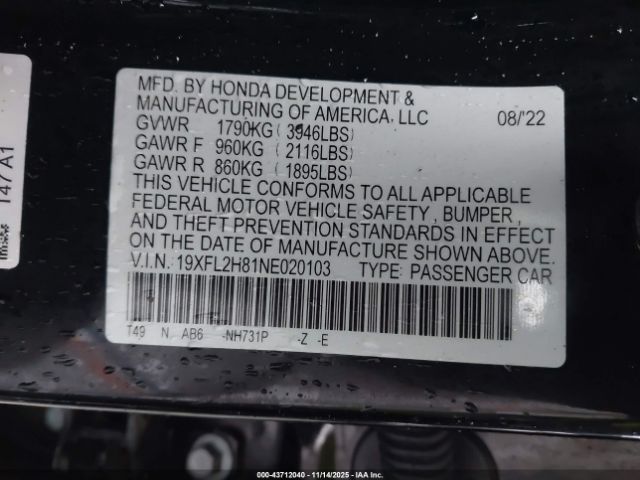 MFD. BY HONDA DEVELOPMENT &
MANUFACTURING OF AMERICA, LLC 08/'22
GVWR 1790KG(3946LBS)
GAWR F 960KG (2116LBS)
GAWR R 860KG (1895LBS)
THIS VEHICLE CONFORMS TO ALL APPLICABLE
FEDERAL MOTOR VEHICLE SAFETY, BUMPER,
AND THEFT PREVENTION STANDARDS IN EFFECT
ON THE DATE OF MANUFACTURE SHOWN ABOVE.
V.I.N. 19XFL2H81NE020103 TYPE: PASSENGER CAR
T49 N AB6 -NH731P -Z -E
T47 A1
000-43712040 - 11/14/2025 - IAA Inc.